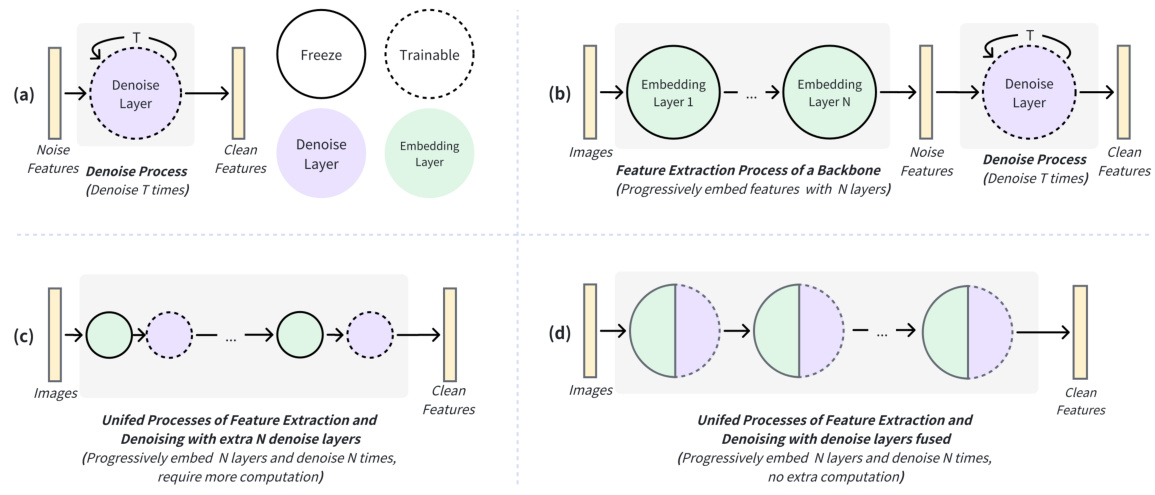 (a)
T
Denoise
Layer
Noise
Features
Clean
Features
Denoise Process
(Denoise T times)
Freeze
Trainable
Denoise
Layer
Embedding
Layer
(b)
Images
Embedding
Layer 1
...
Embedding
Layer N
Feature Extraction Process of a Backbone
(Progressively embed features with N layers)
Noise
Features
T
Denoise
Layer
Denoise Process
(Denoise T times)
Clean
Features
(c)
Images
...
Clean
Features
Unifed Processes of Feature Extraction and
Denoising with extra N denoise layers
(Progressively embed N layers and denoise N times,
require more computation)
(d)
Images
...
Clean
Features
Unifed Processes of Feature Extraction and
Denoising with denoise layers fused
(Progressively embed N layers and denoise N times,
no extra computation)